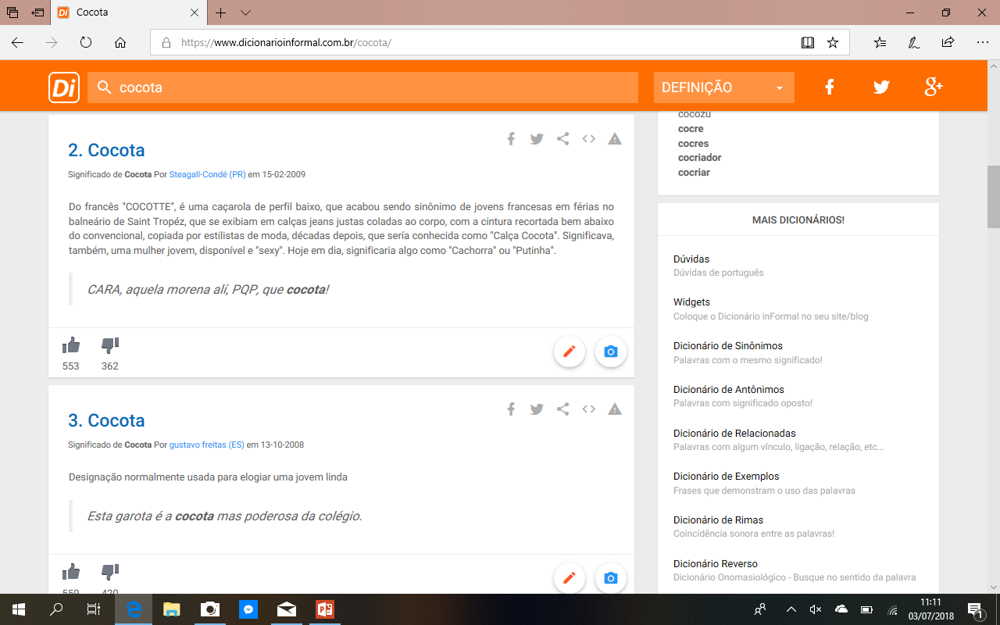 Cocota
https://www.dicionarioinformal.com.br/cocota/
Di
cocota
DEFINIÇÃO
g+
2. Cocota
Significado de Cocota Por Steagall-Condé (PR) em 15-02-2009
Do francês "COCOTTE", é uma caçarola de perfil baixo, que acabou sendo sinônimo de jovens francesas em férias no
balneário de Saint Tropéz, que se exibiam em calças jeans justas coladas ao corpo, com a cintura recortada bem abaixo
do convencional, copiada por estilistas de moda, décadas depois, que sería conhecida como "Calça Cocota". Significava,
também, uma mulher jovem, disponível e "sexy". Hoje em dia, significaria algo como "Cachorra" ou "Putinha".
CARA, aquela morena alí, PQP, que cocota!
553 362
3. Cocota
Significado de Cocota Por gustavo freitas (ES) em 13-10-2008
Designação normalmente usada para elogiar uma jovem linda
Esta garota é a cocota mas poderosa da colégio.
559 420
cocozu
cocre
cocres
cocriador
cocriar
MAIS DICIONÁRIOS!
Dúvidas
Dúvidas de português
Widgets
Coloque o Dicionário inFormal no seu site/blog
Dicionário de Sinônimos
Palavras com o mesmo significado!
Dicionário de Antônimos
Palavras com significado oposto!
Dicionário de Relacionadas
Palavras com algum vínculo, ligação, relação, etc...
Dicionário de Exemplos
Frases que demonstram o uso das palavras
Dicionário de Rimas
Coincidência sonora entre as palavras!
Dicionário Reverso
Dicionário Onomasiológico - Busque no sentido da palavra
11:11
03/07/2018
1